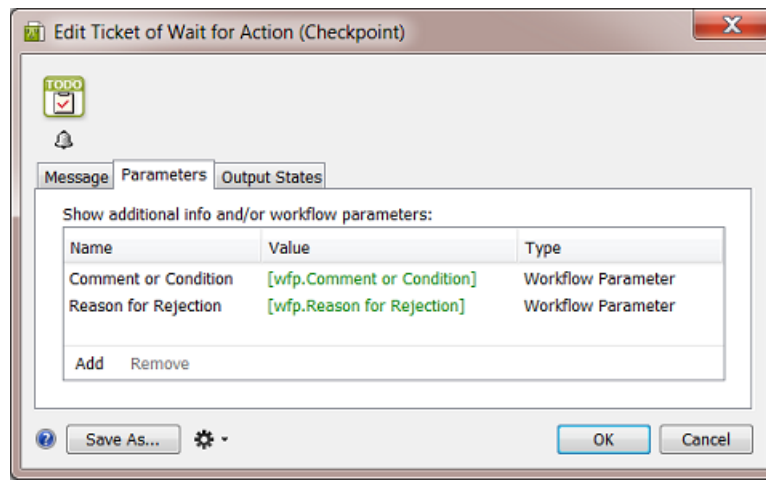 Edit Ticket of Wait for Action (Checkpoint)
TODO
Message Parameters Output States
Show additional info and/or workflow parameters:
Name Value Type
Comment or Condition [wfp.Comment or Condition] Workflow Parameter
Reason for Rejection [wfp.Reason for Rejection] Workflow Parameter
Add Remove
Save As... OK Cancel